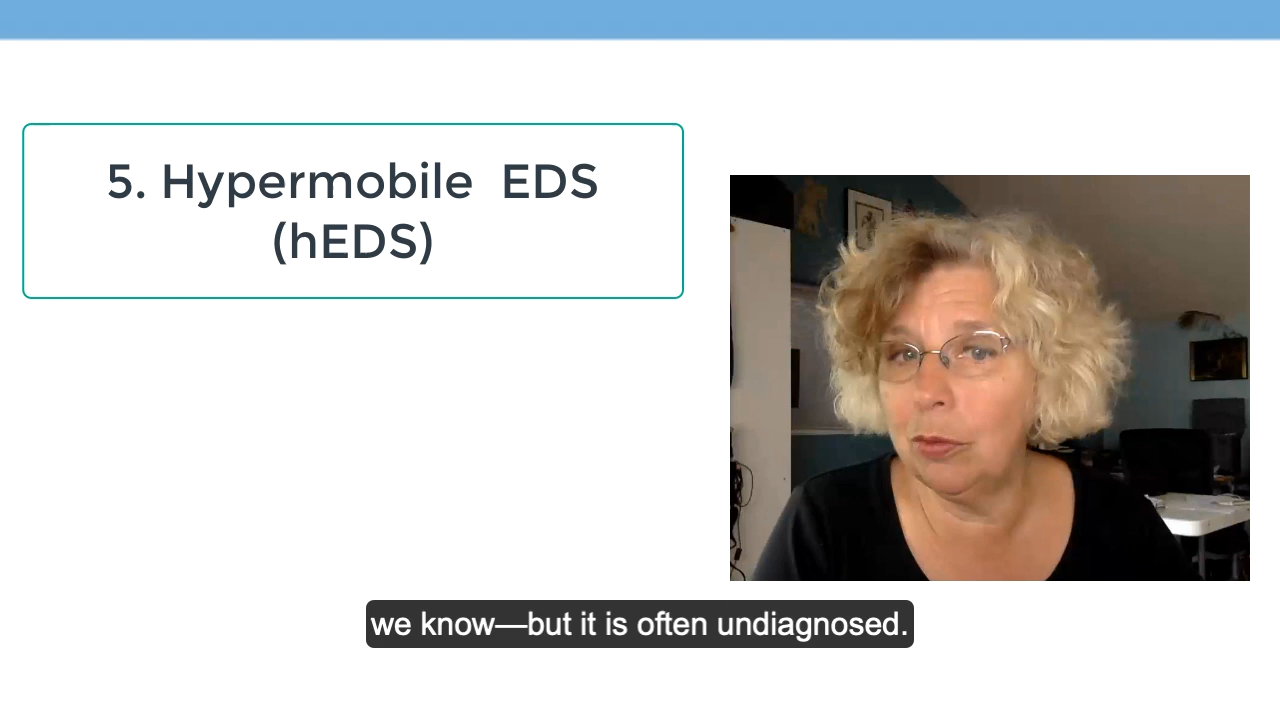 5. Hypermobile EDS
(hEDS)
we know—but it is often undiagnosed.